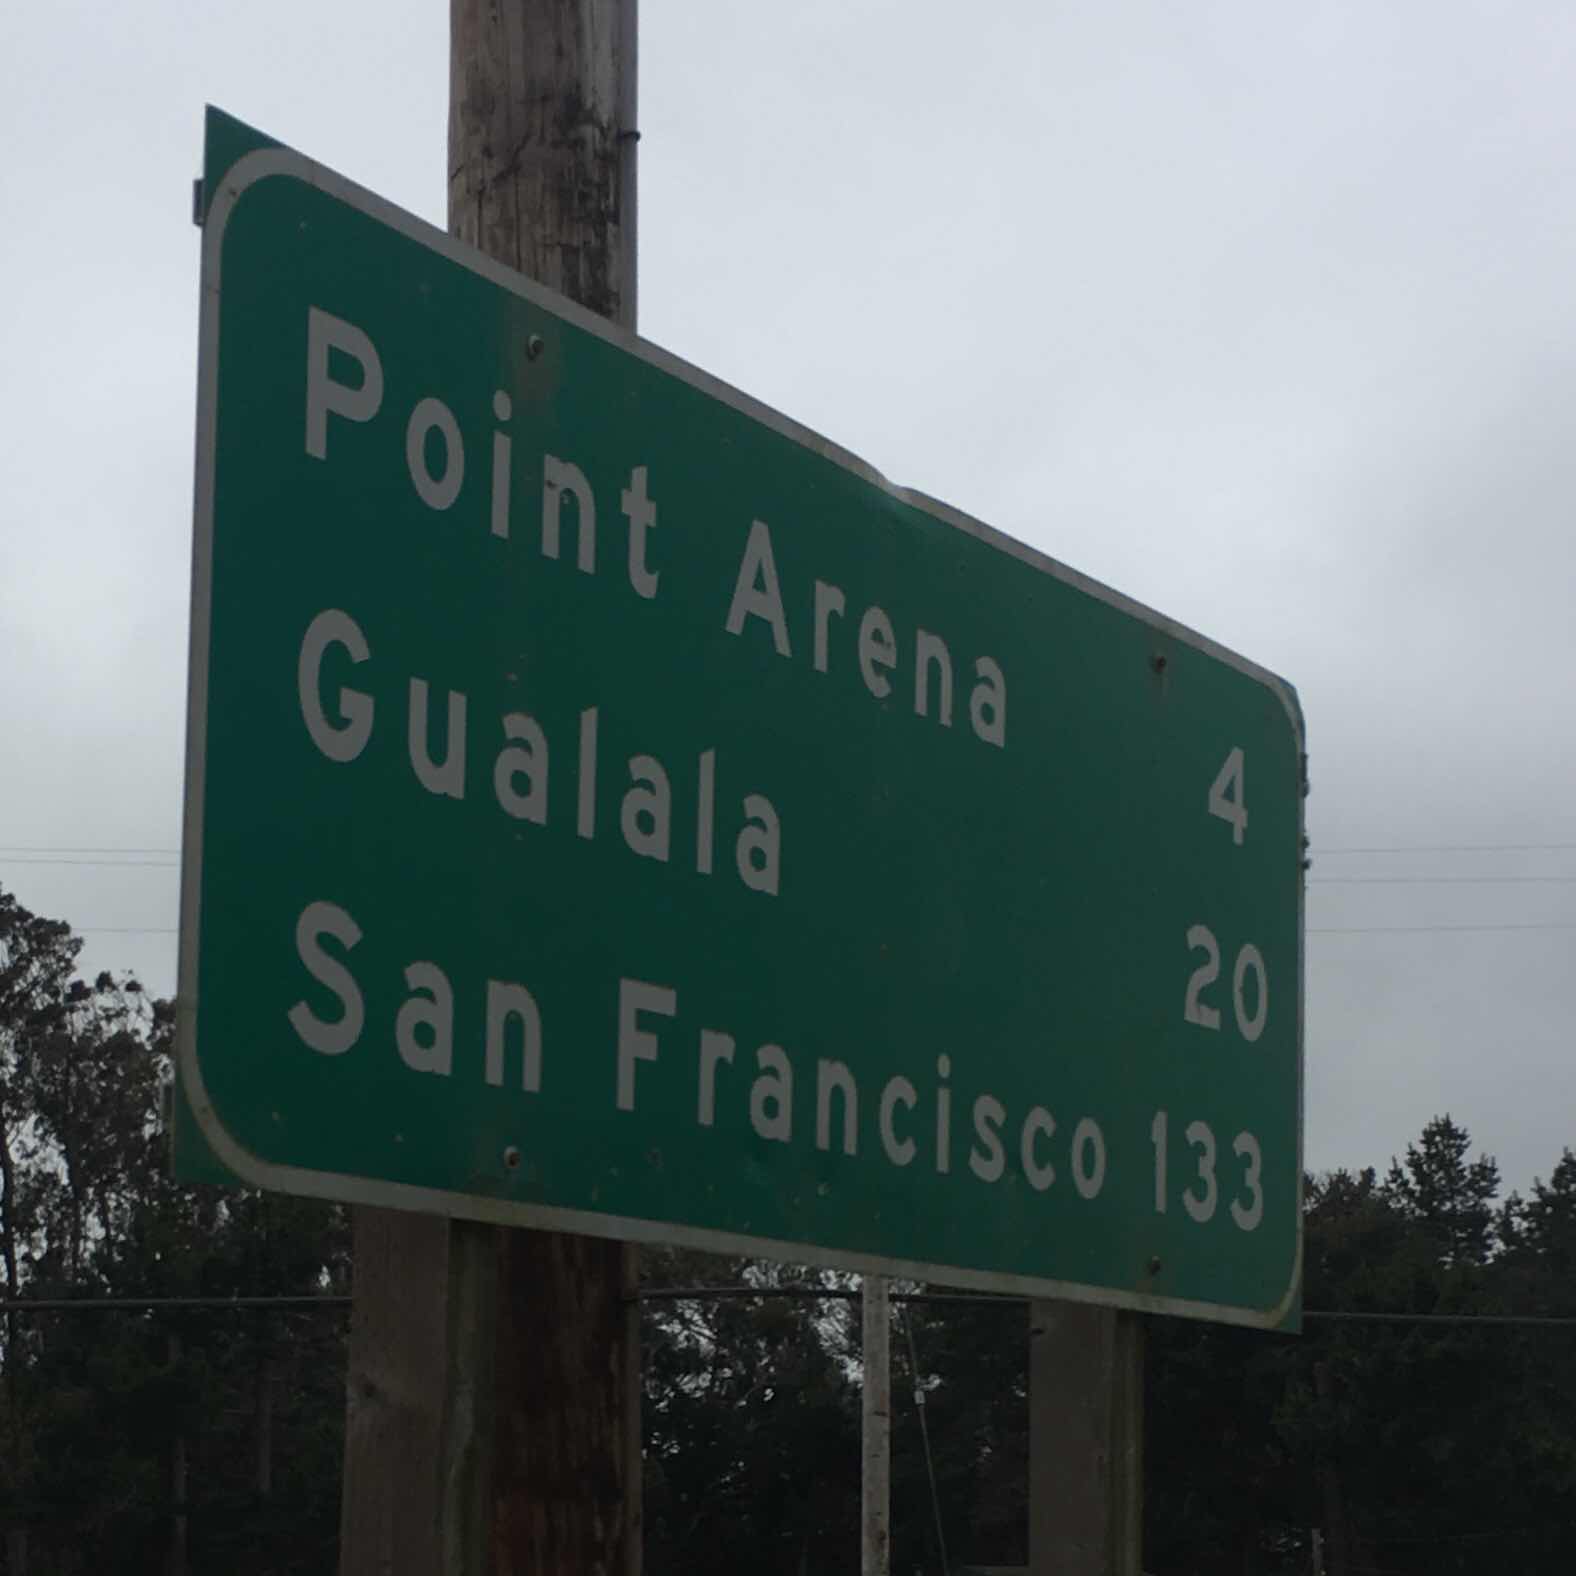 Point Arena 4
Gualala 20
San Francisco 133